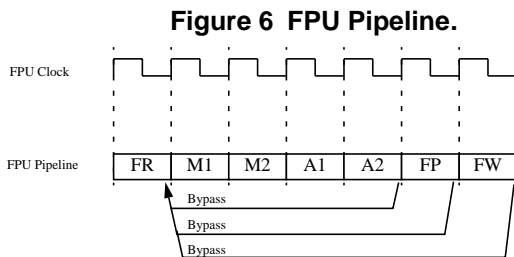 Figure 6 FPU Pipeline.
FPU Clock
FPU Pipeline FR M1 M2 A1 A2 FP FW
Bypass
Bypass
Bypass